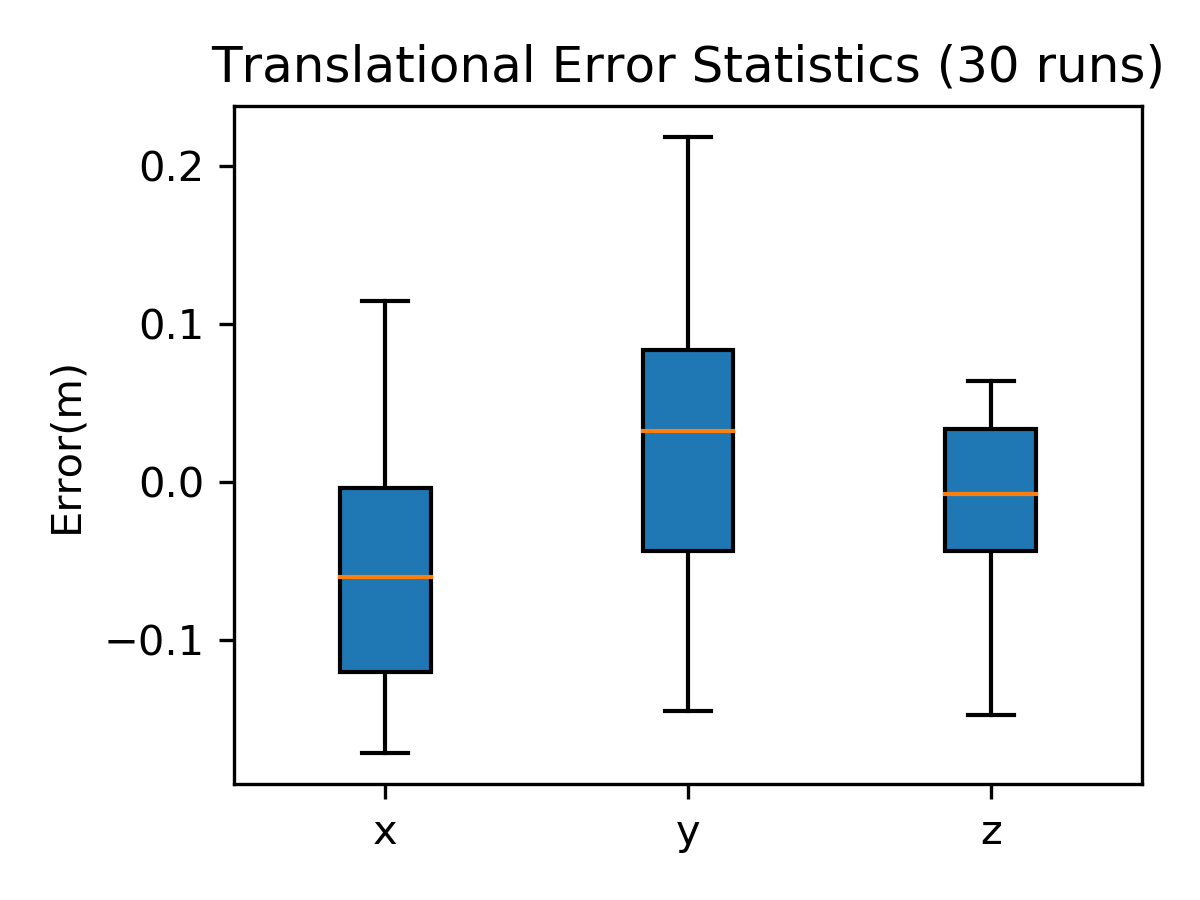 Translational Error Statistics (30 runs)
0.2
0.1
0.0
−0.1
Error(m)
x
y
z